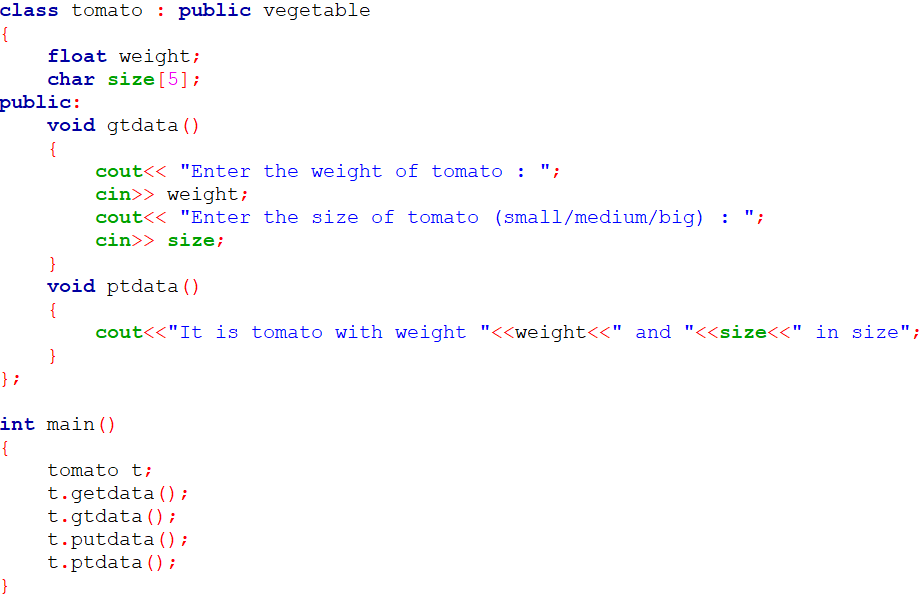 class tomato : public vegetable
{
    float weight;
    char size[5];
public:
    void gtdata()
    {
        cout<< "Enter the weight of tomato : ";
        cin>> weight;
        cout<< "Enter the size of tomato (small/medium/big) : ";
        cin>> size;
    }
    void ptdata()
    {
        cout<<"It is tomato with weight "<<weight<<" and "<<size<<" in size";
    }
};

int main()
{
    tomato t;
    t.getdata();
    t.gtdata();
    t.putdata();
    t.ptdata();
}